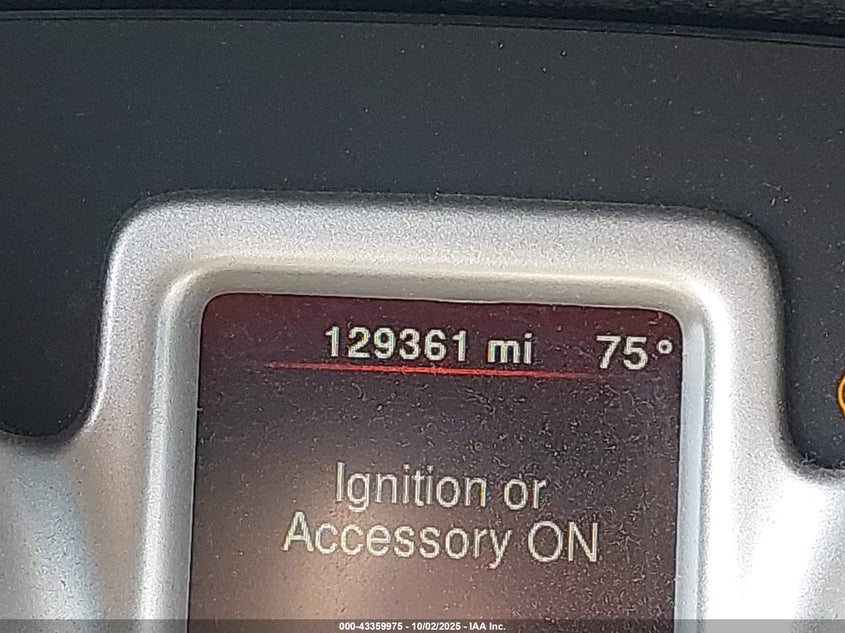 129361 mi 75°
Ignition or
Accessory ON
000-43359975 - 10/02/2025 - IAA Inc.